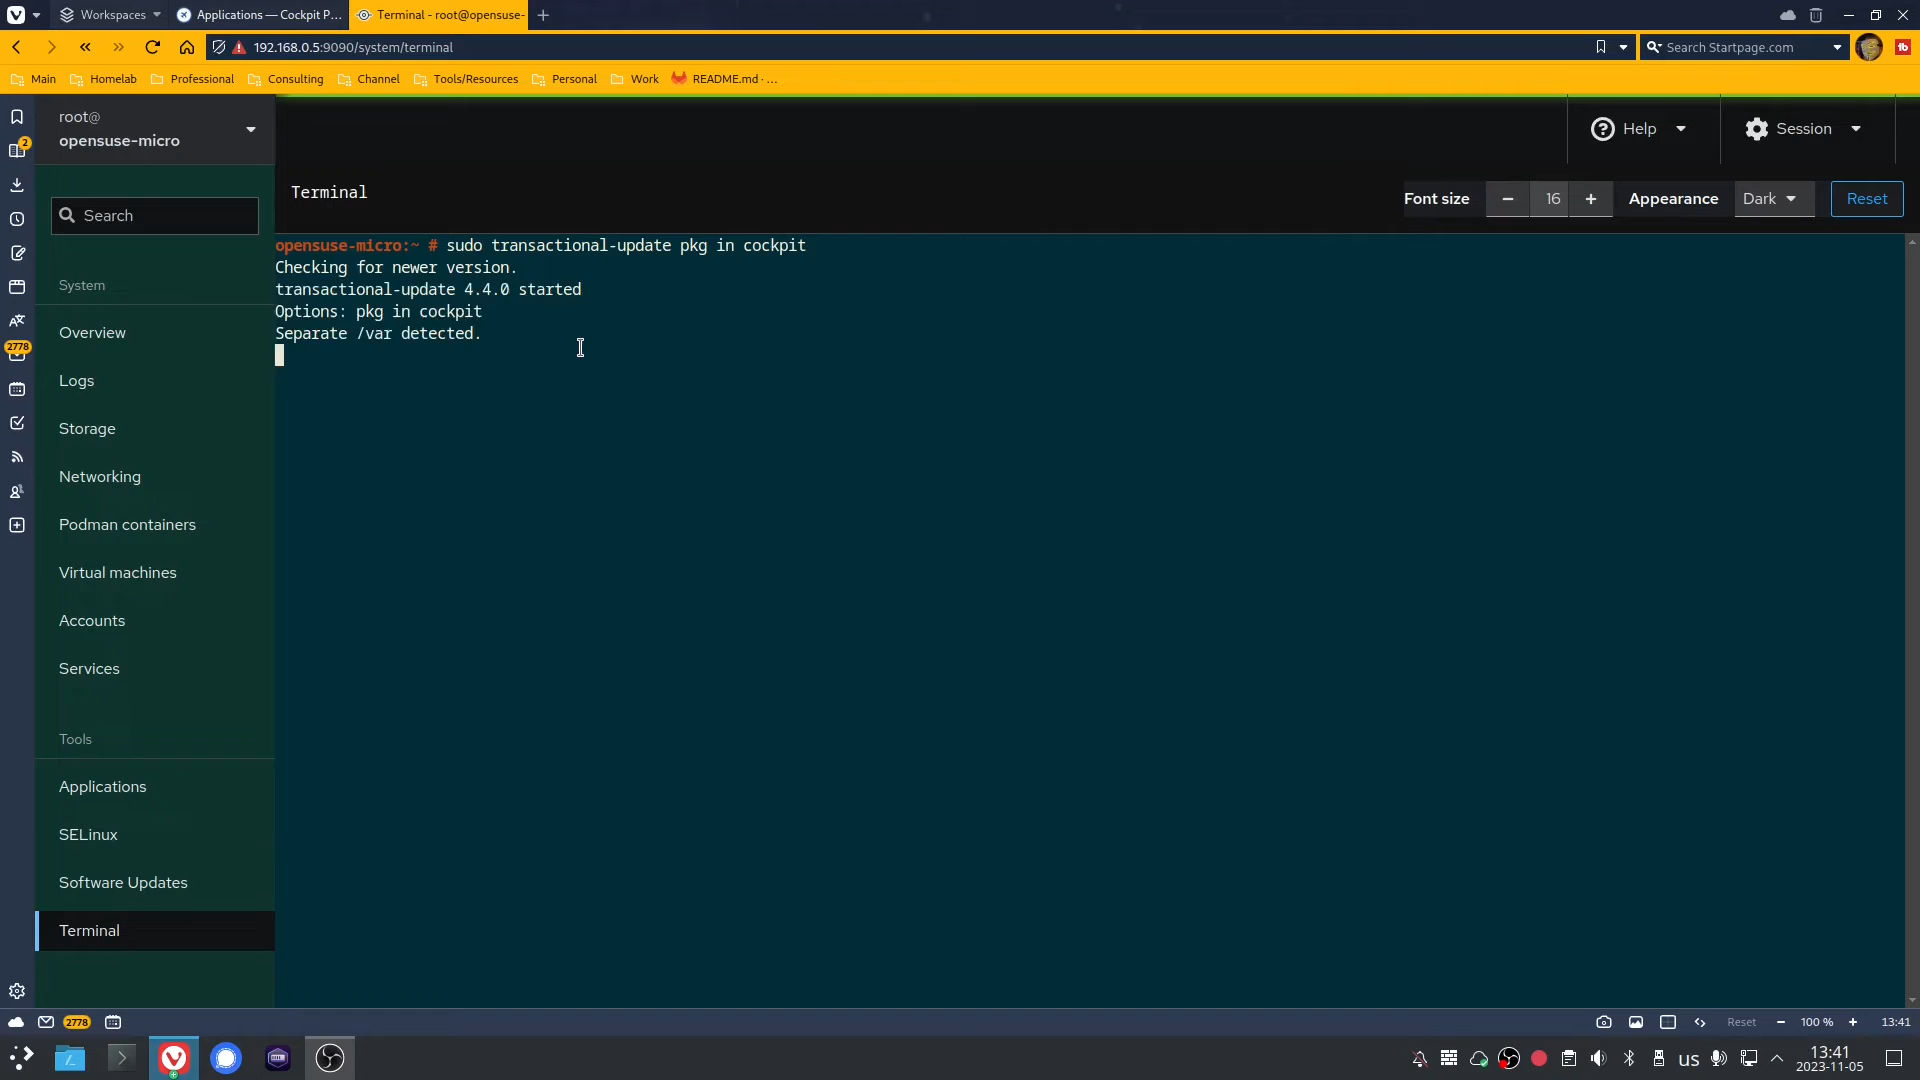 Workspaces
Applications — Cockpit P...
Terminal - root@opensuse-
192.168.0.5:9090/system/terminal
Search Startpage.com
Main
Homelab
Professional
Consulting
Channel
Tools/Resources
Personal
Work
README.md · ...
root@
opensuse-micro
Help
Session
Search
Terminal
Font size
16
Appearance
Dark
Reset
opensuse-micro:~ # sudo transactional-update pkg in cockpit
Checking for newer version.
transactional-update 4.4.0 started
Options: pkg in cockpit
Separate /var detected.
System
Overview
Logs
Storage
Networking
Podman containers
Virtual machines
Accounts
Services
Tools
Applications
SELinux
Software Updates
Terminal
2
2778
2778
Reset
100 %
13:41
us
13:41
2023-11-05